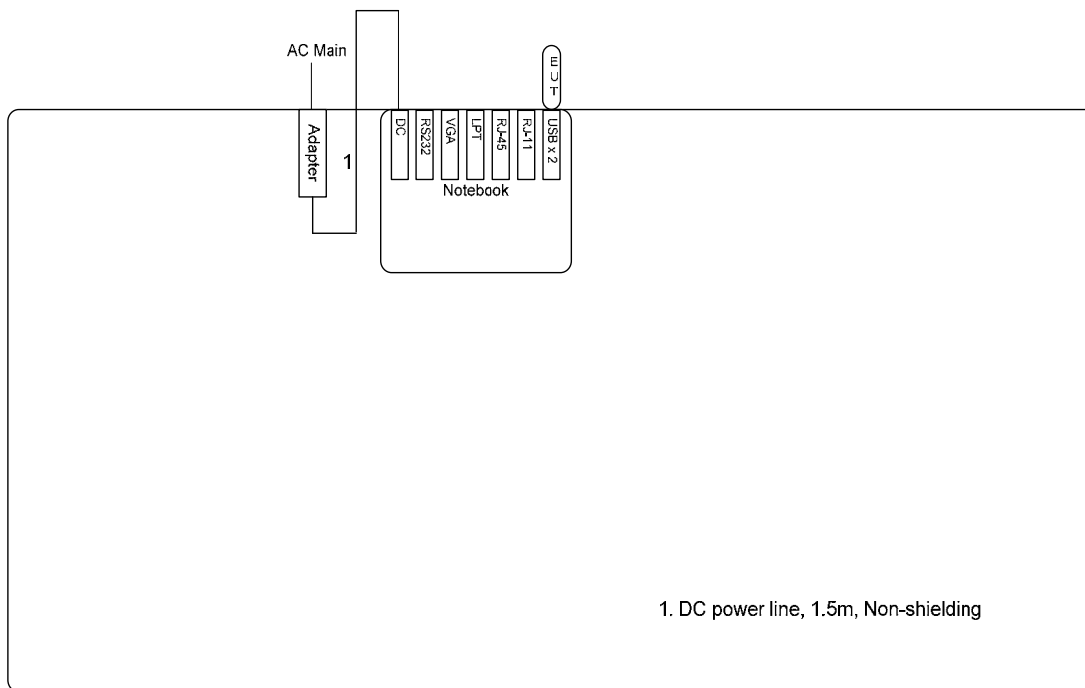 AC Main
EUT
Adapter
1
DC
RS232
VGA
LPT
RJ-45
RJ-11
USB x 2
Notebook
1. DC power line, 1.5m, Non-shielding